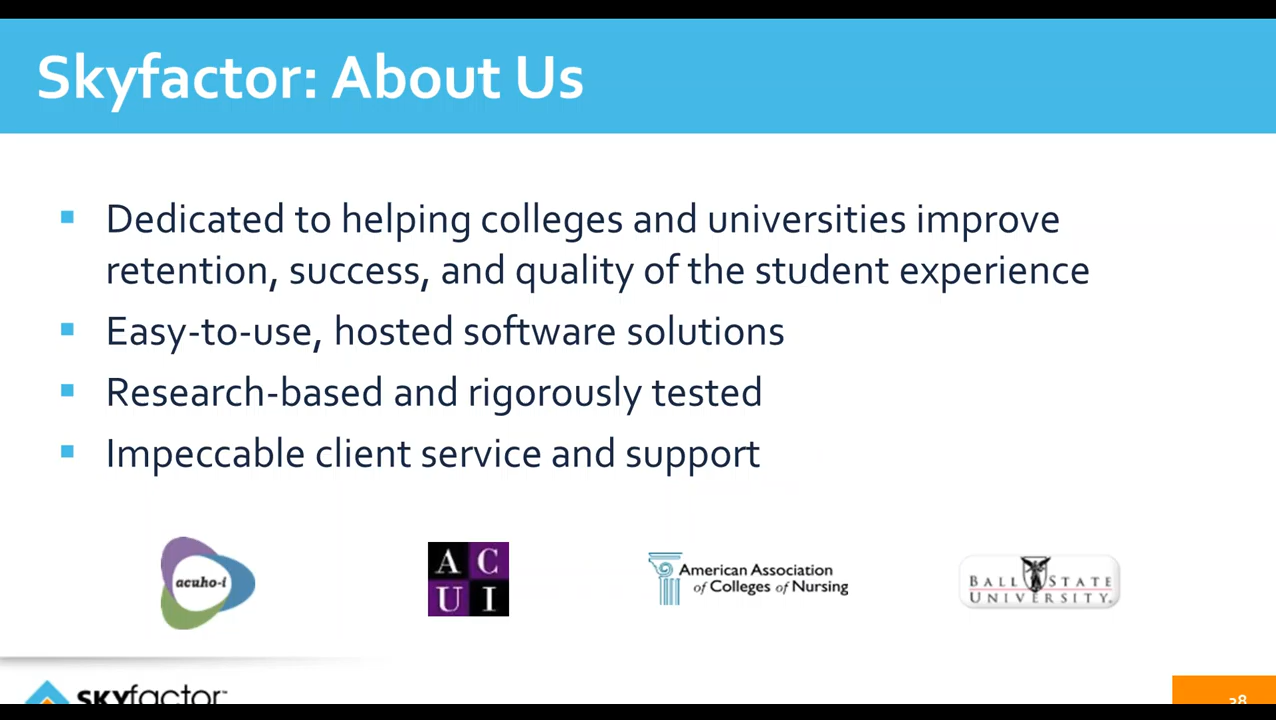 Skyfactor: About Us
Dedicated to helping colleges and universities improve
retention, success, and quality of the student experience
Easy-to-use, hosted software solutions
Research-based and rigorously tested
Impeccable client service and support
acuho-i
A C
U I
American Association
of Colleges of Nursing
BALL STATE
UNIVERSITY.
SKYfactor™
38